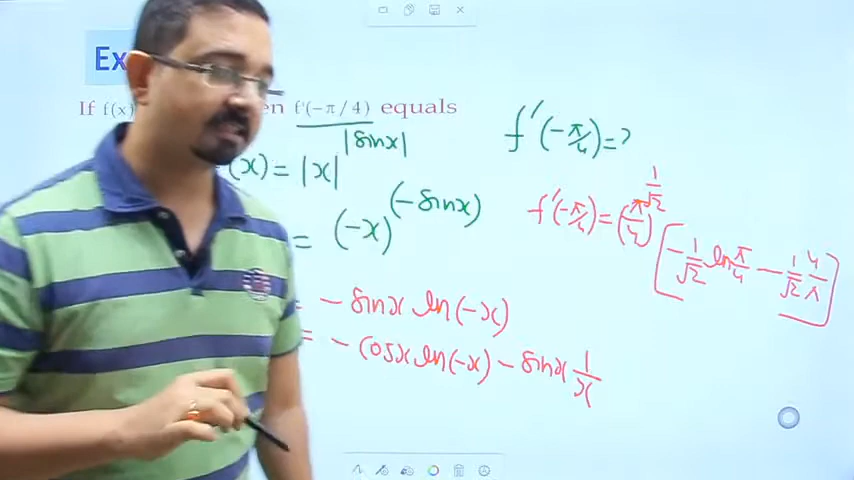 Ex
If f(x) en f'(−π/4) equals
(x) = |x|^|sinx|
f'(−π/4) = ?
= (−x)^(−sinx)
f'(−π/4) = (π/4)^(1/√2) [−1/√2 ln π/4 − 1/√2 4/π]
= − sinx ln(−x)
= − cosx ln(−x) − sinx 1/x